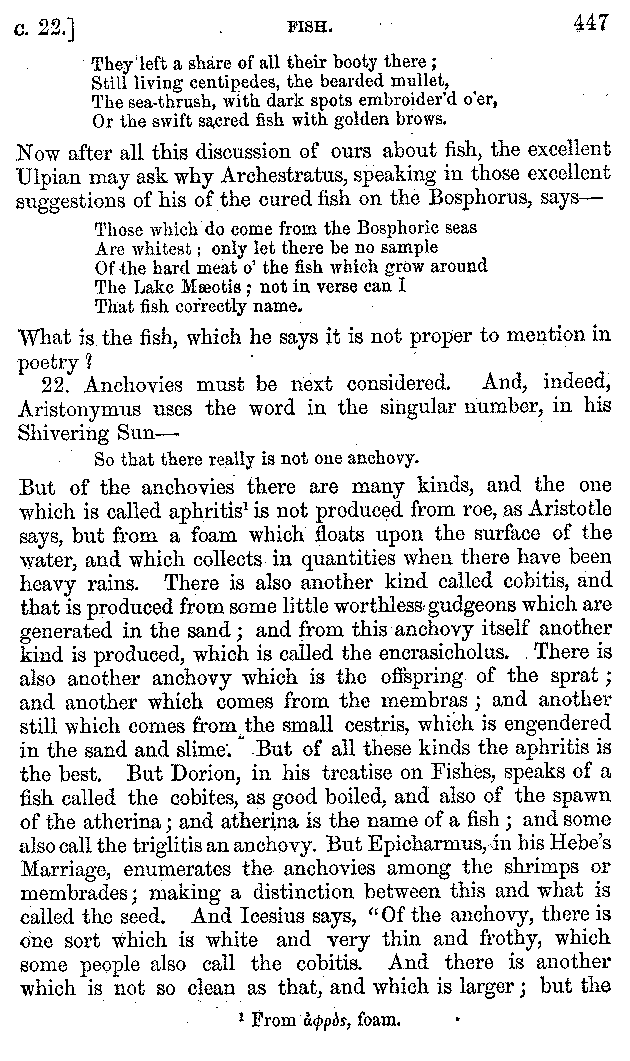 c. 22.] FISH. 447
They left a share of all their booty there ;
Still living centipedes, the bearded mullet,
The sea-thrush, with dark spots embroider'd o'er,
Or the swift sacred fish with golden brows.
Now after all this discussion of ours about fish, the excellent
Ulpian may ask why Archestratus, speaking in those excellent
suggestions of his of the cured fish on the Bosphorus, says—
Those which do come from the Bosphoric seas
Are whitest ; only let there be no sample
Of the hard meat o' the fish which grow around
The Lake Mæotis ; not in verse can I
That fish correctly name.
What is the fish, which he says it is not proper to mention in
poetry ?
22. Anchovies must be next considered. And, indeed,
Aristonymus uses the word in the singular number, in his
Shivering Sun—
So that there really is not one anchovy.
But of the anchovies there are many kinds, and the one
which is called aphritis¹ is not produced from roe, as Aristotle
says, but from a foam which floats upon the surface of the
water, and which collects in quantities when there have been
heavy rains. There is also another kind called cobitis, and
that is produced from some little worthless gudgeons which are
generated in the sand ; and from this anchovy itself another
kind is produced, which is called the encrasicholus. There is
also another anchovy which is the offspring of the sprat ;
and another which comes from the membras ; and another
still which comes from the small cestris, which is engendered
in the sand and slime. But of all these kinds the aphritis is
the best. But Dorion, in his treatise on Fishes, speaks of a
fish called the cobites, as good boiled, and also of the spawn
of the atherina ; and atherina is the name of a fish ; and some
also call the triglitis an anchovy. But Epicharmus, in his Hebe's
Marriage, enumerates the anchovies among the shrimps or
membrades ; making a distinction between this and what is
called the seed. And Icesius says, "Of the anchovy, there is
one sort which is white and very thin and frothy, which
some people also call the cobitis. And there is another
which is not so clean as that, and which is larger ; but the
¹ From ἀφρὸς, foam.